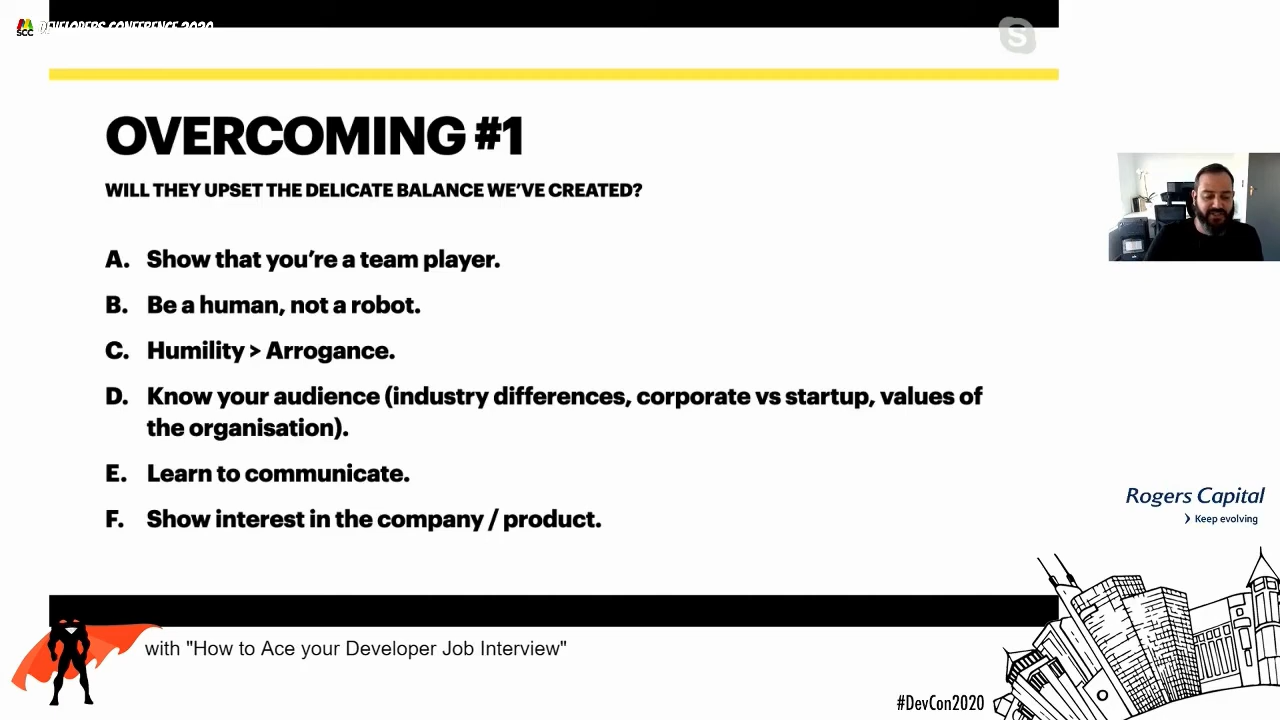 DEVELOPERS CONFERENCE 2020
SCC
S
OVERCOMING #1
WILL THEY UPSET THE DELICATE BALANCE WE'VE CREATED?
A. Show that you're a team player.
B. Be a human, not a robot.
C. Humility > Arrogance.
D. Know your audience (industry differences, corporate vs startup, values of
the organisation).
E. Learn to communicate.
F. Show interest in the company / product.
Rogers Capital
Keep evolving
with "How to Ace your Developer Job Interview"
#DevCon2020